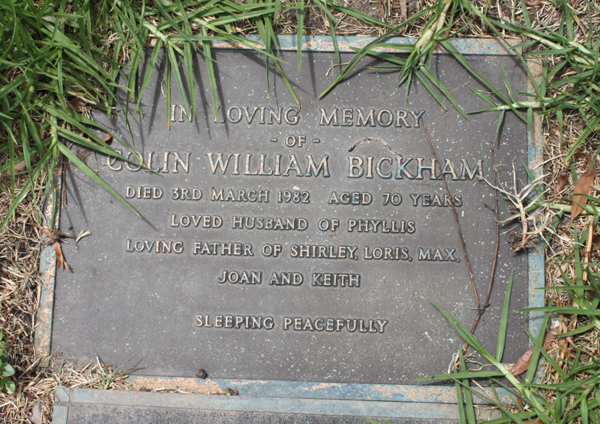 IN LOVING MEMORY
- OF -
COLIN WILLIAM BICKHAM
DIED 3RD MARCH 1982 AGED 70 YEARS
LOVED HUSBAND OF PHYLLIS
LOVING FATHER OF SHIRLEY, LORIS, MAX,
JOAN AND KEITH
SLEEPING PEACEFULLY